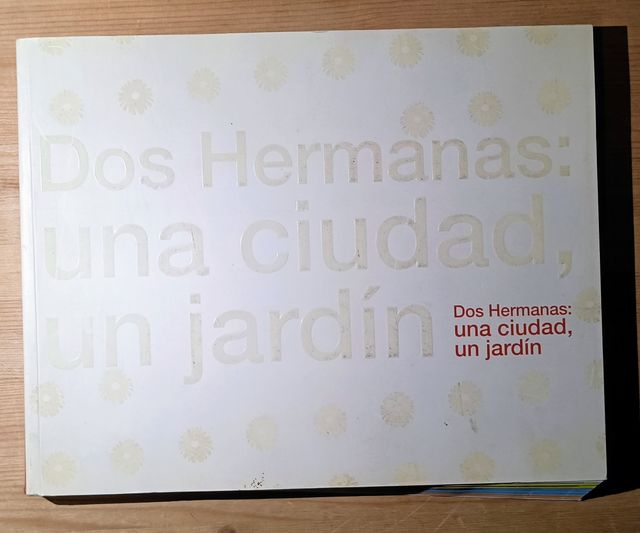 Dos Hermanas:
una ciudad,
un jardín
Dos Hermanas:
una ciudad,
un jardín